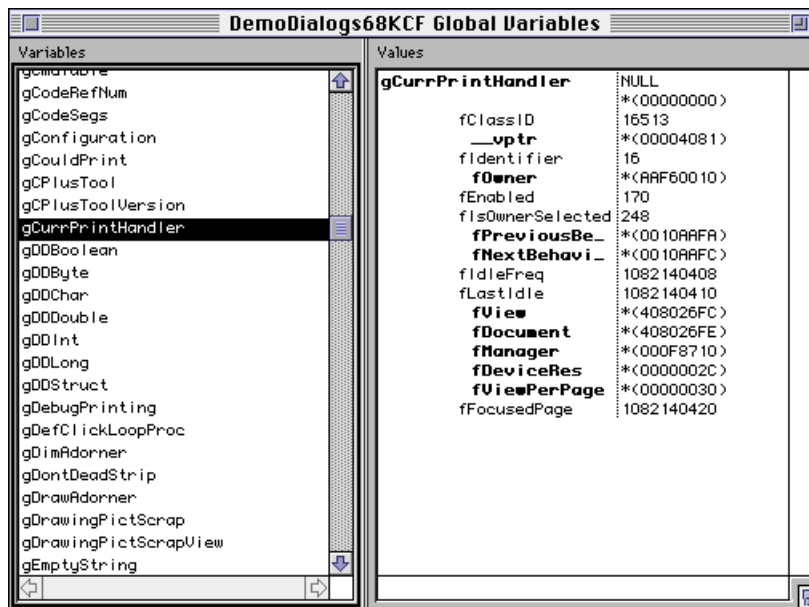 DemoDialogs68KCF Global Variables
Variables
gCmdTable
gCodeRefNum
gCodeSegs
gConfiguration
gCouldPrint
gCPlusTool
gCPlusToolVersion
gCurrPrintHandler
gDDBoolean
gDDByte
gDDChar
gDDDouble
gDDInt
gDDLong
gDDStruct
gDebugPrinting
gDefClickLoopProc
gDimAdorner
gDontDeadStrip
gDrawAdorner
gDrawingPictScrap
gDrawingPictScrapView
gEmptyString
Values
gCurrPrintHandler NULL
*(00000000)
fClassID 16513
__vptr *(00004081)
fIdentifier 16
fOwner *(AAF60010)
fEnabled 170
fIsOwnerSelected 248
fPreviousBe… *(0010AAFA)
fNextBehavi… *(0010AAFC)
fIdleFreq 1082140408
fLastIdle 1082140410
fView *(408026FC)
fDocument *(408026FE)
fManager *(000F8710)
fDeviceRes *(0000002C)
fViewPerPage *(00000030)
fFocusedPage 1082140420